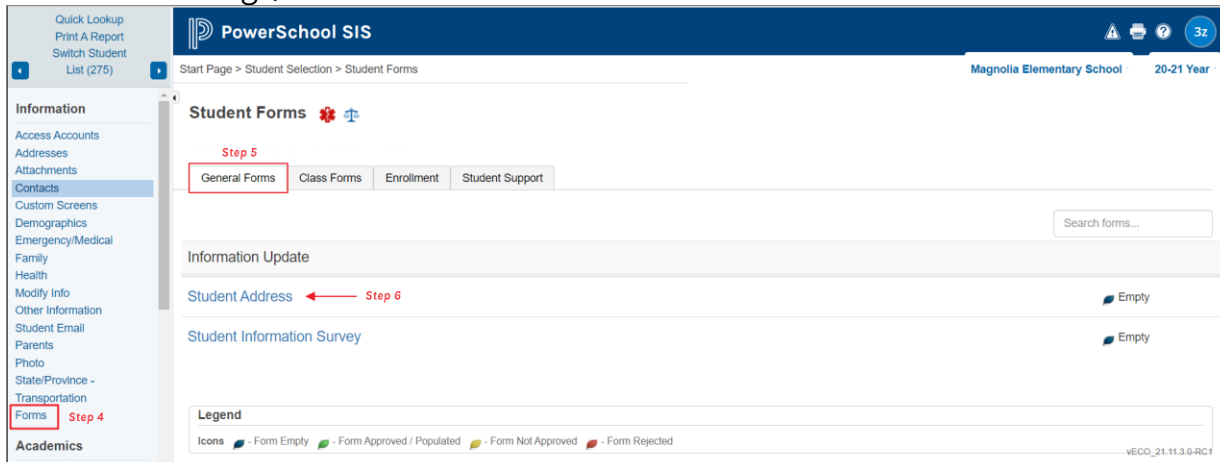 Quick Lookup
Print A Report
Switch Student
List (275)
PowerSchool SIS
3z
Start Page > Student Selection > Student Forms
Magnolia Elementary School
20-21 Year
Information
Access Accounts
Addresses
Attachments
Contacts
Custom Screens
Demographics
Emergency/Medical
Family
Health
Modify Info
Other Information
Student Email
Parents
Photo
State/Province -
Transportation
Forms Step 4
Academics
Student Forms
Step 5
General Forms Class Forms Enrollment Student Support
Search forms...
Information Update
Student Address Step 6 Empty
Student Information Survey Empty
Legend
Icons - Form Empty - Form Approved / Populated - Form Not Approved - Form Rejected
vECO_21.11.3.0-RC1